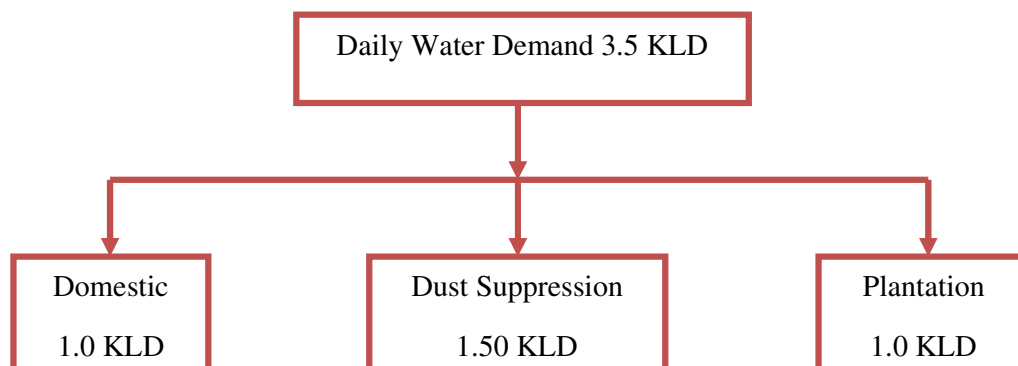 Daily Water Demand 3.5 KLD
Domestic
1.0 KLD
Dust Suppression
1.50 KLD
Plantation
1.0 KLD